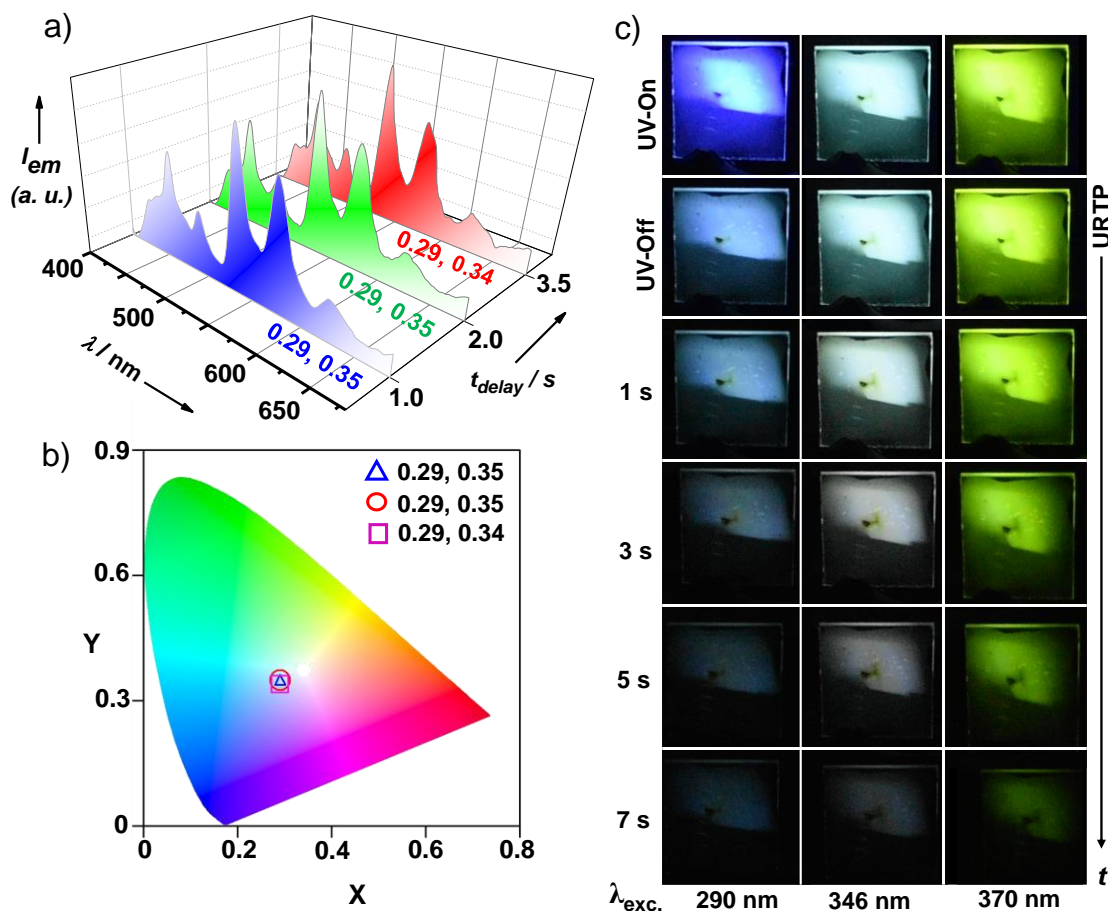 a)
I_em
(a. u.)
400
500
600
650
λ / nm
1.0
2.0
3.5
t_delay / s
0.29, 0.34
0.29, 0.35
0.29, 0.35
b)
0.9
0.6
0.3
0
Y
0
0.2
0.4
0.6
0.8
X
0.29, 0.35
0.29, 0.35
0.29, 0.34
c)
UV-On
UV-Off
1 s
3 s
5 s
7 s
URTP
t
λexc.
290 nm
346 nm
370 nm